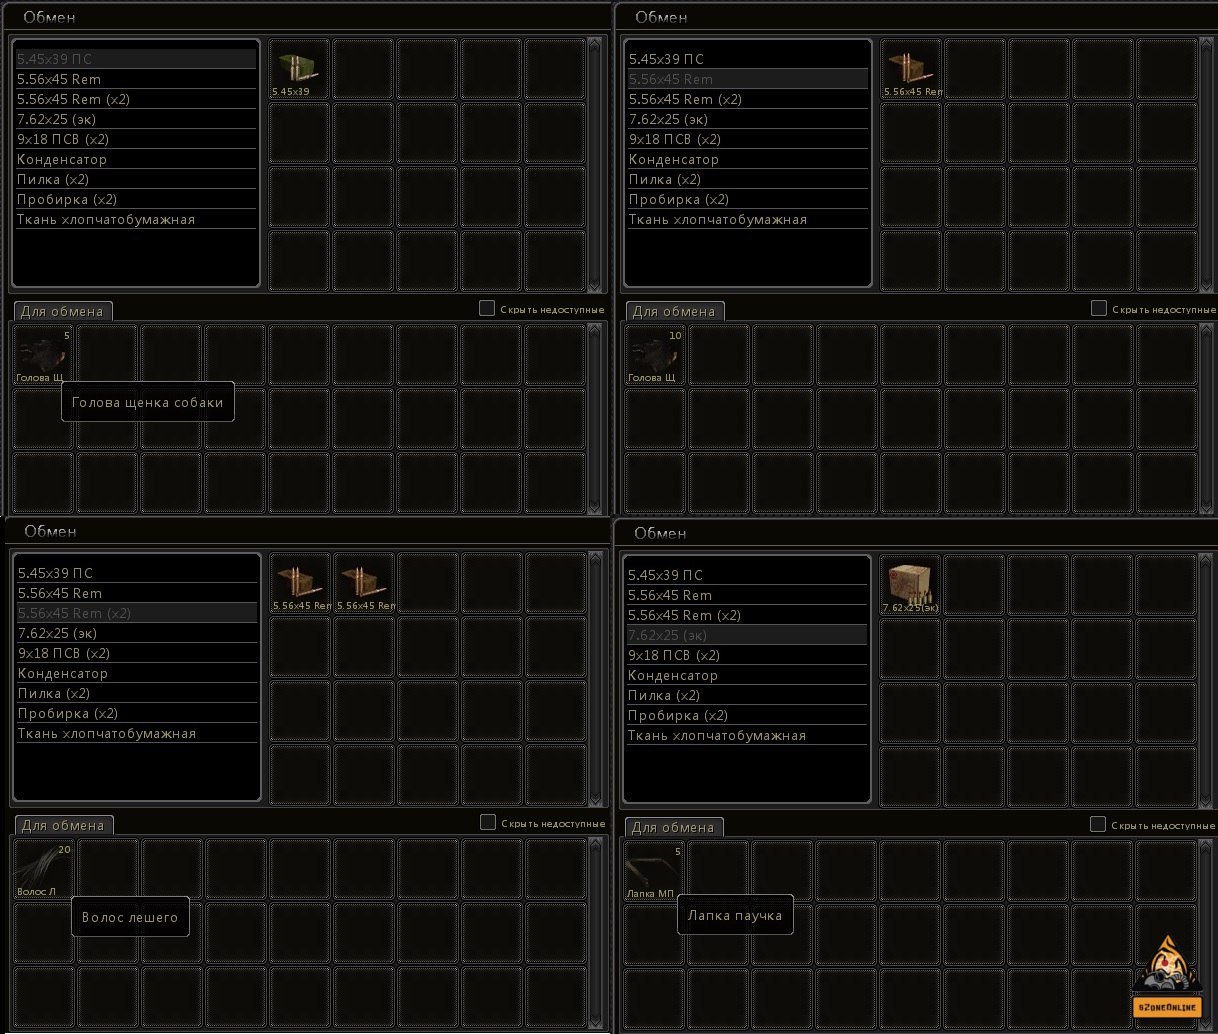 Обмен
5.45x39 ПС
5.56x45 Rem
5.56x45 Rem (x2)
7.62x25 (эк)
9x18 ПСВ (x2)
Конденсатор
Пилка (x2)
Пробирка (x2)
Ткань хлопчатобумажная
5.45x39
Для обмена
Скрыть недоступные
5
Голова Щ
Голова щенка собаки
Обмен
5.45x39 ПС
5.56x45 Rem
5.56x45 Rem (x2)
7.62x25 (эк)
9x18 ПСВ (x2)
Конденсатор
Пилка (x2)
Пробирка (x2)
Ткань хлопчатобумажная
5.56x45 Rem
Для обмена
Скрыть недоступные
10
Голова Щ
Обмен
5.45x39 ПС
5.56x45 Rem
5.56x45 Rem (x2)
7.62x25 (эк)
9x18 ПСВ (x2)
Конденсатор
Пилка (x2)
Пробирка (x2)
Ткань хлопчатобумажная
5.56x45 Rem 5.56x45 Rem
Для обмена
Скрыть недоступные
20
Волос Л
Волос лешего
Обмен
5.45x39 ПС
5.56x45 Rem
5.56x45 Rem (x2)
7.62x25 (эк)
9x18 ПСВ (x2)
Конденсатор
Пилка (x2)
Пробирка (x2)
Ткань хлопчатобумажная
7.62x25(эк)
Для обмена
Скрыть недоступные
5
Лапка МП
Лапка паучка
SZONEONLINE